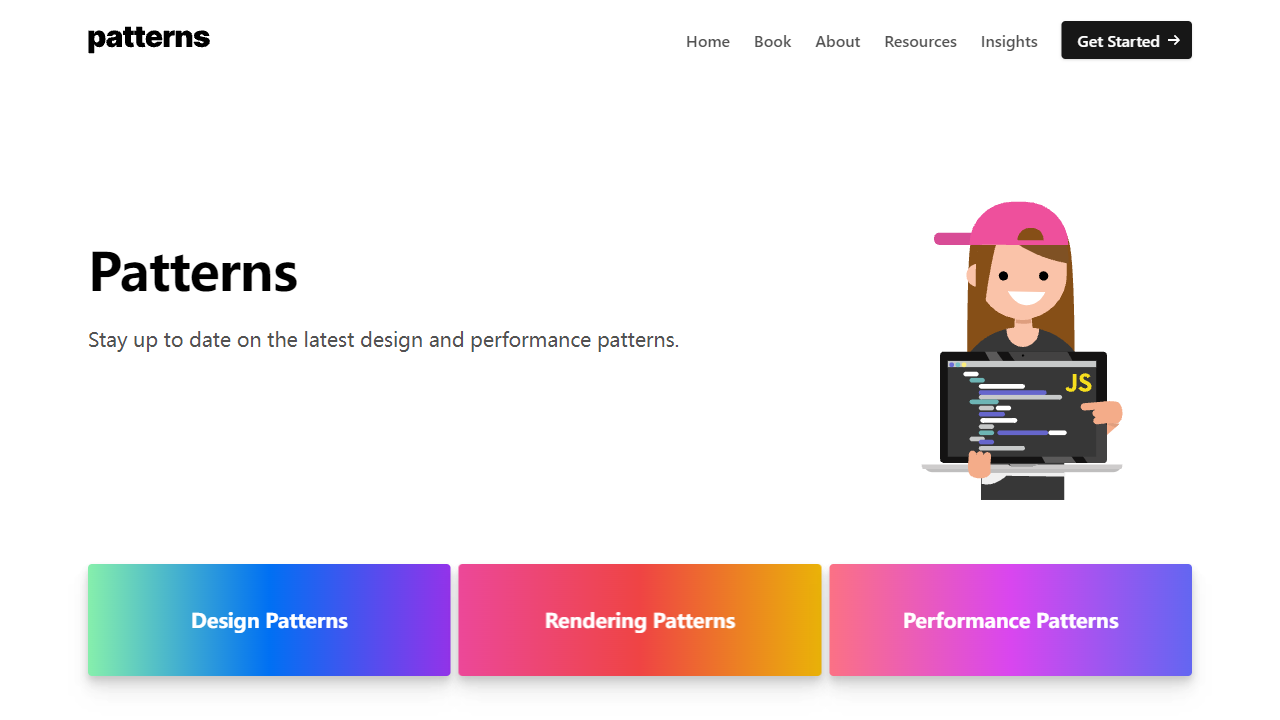 patterns
Home Book About Resources Insights Get Started →
Patterns
Stay up to date on the latest design and performance patterns.
JS
Design Patterns Rendering Patterns Performance Patterns